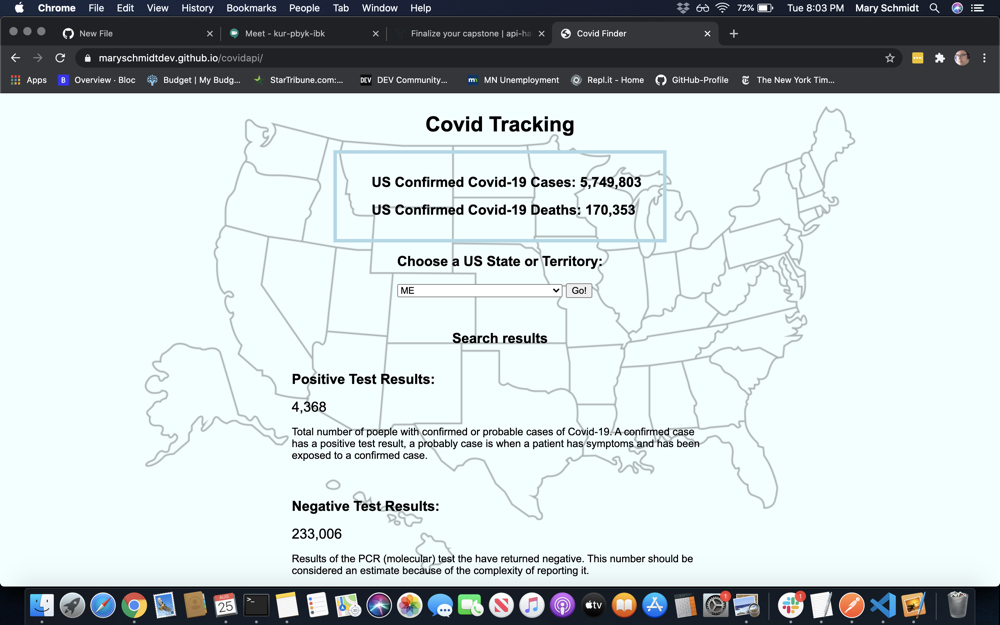 Chrome File Edit View History Bookmarks People Tab Window Help 72% Tue 8:03 PM Mary Schmidt
New File Meet - kur-pbyk-ibk Finalize your capstone | api-ha Covid Finder
maryschmidtdev.github.io/covidapi/
Apps Overview · Bloc Budget | My Budg... StarTribune.com:... DEV Community... MN Unemployment Repl.it - Home GitHub-Profile The New York Tim...
Covid Tracking
US Confirmed Covid-19 Cases: 5,749,803
US Confirmed Covid-19 Deaths: 170,353
Choose a US State or Territory:
ME Go!
Search results
Positive Test Results:
4,368
Total number of poeple with confirmed or probable cases of Covid-19. A confirmed case
has a positive test result, a probably case is when a patient has symptoms and has been
exposed to a confirmed case.
Negative Test Results:
233,006
Results of the PCR (molecular) test the have returned negative. This number should be
considered an estimate because of the complexity of reporting it.